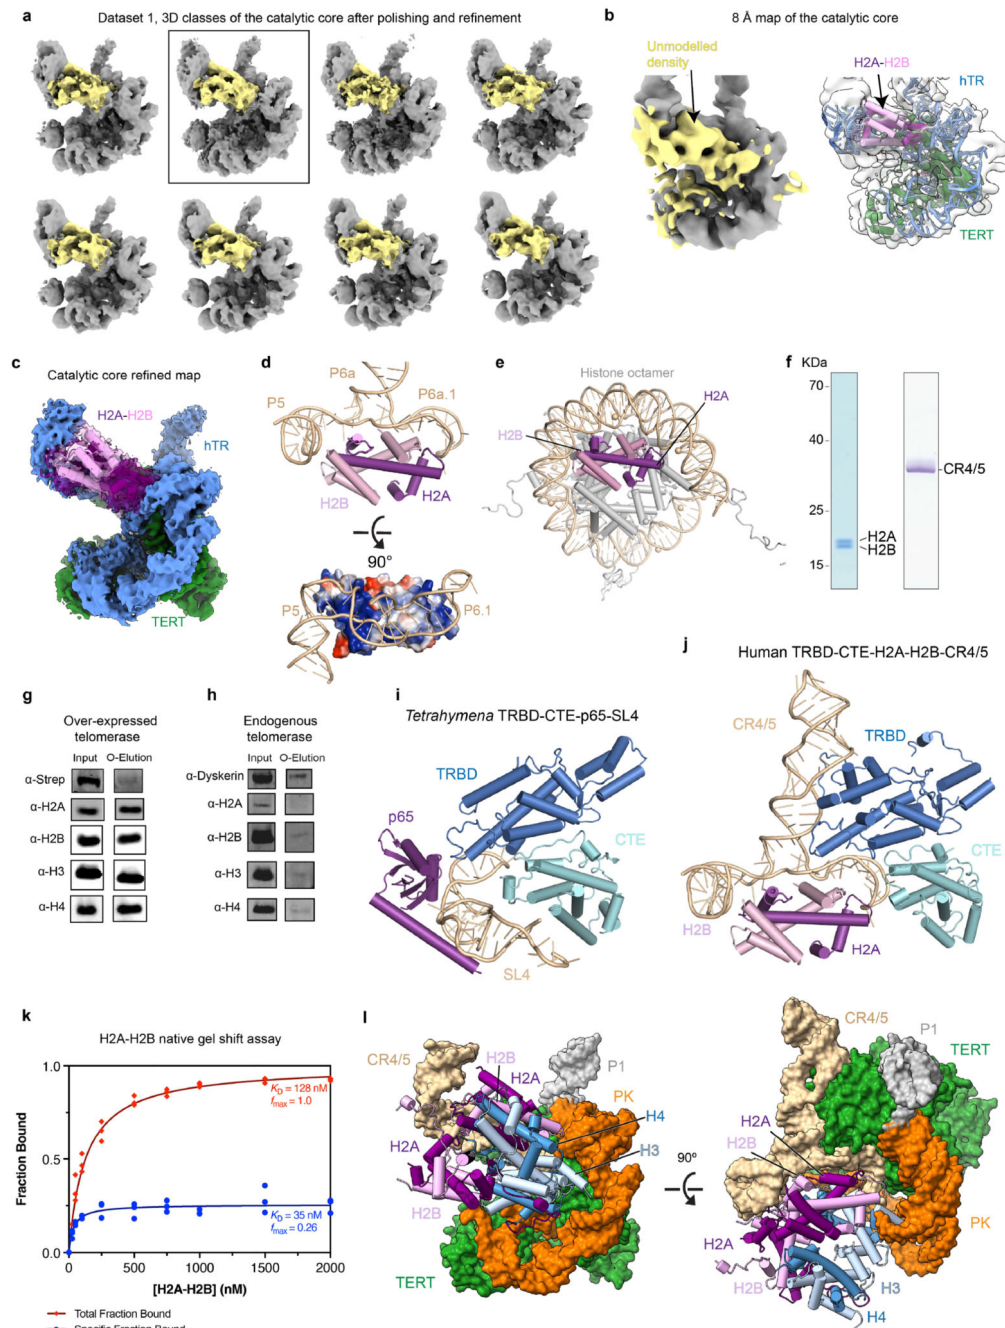 a
Dataset 1, 3D classes of the catalytic core after polishing and refinement
b
8 Å map of the catalytic core
Unmodelled
density
H2A-H2B
hTR
TERT
c
Catalytic core refined map
H2A-H2B
hTR
TERT
d
P6a
P5
P6a.1
H2B
H2A
90°
P5
P6.1
e
Histone octamer
H2A
H2B
f
KDa
70
40
25
15
CR4/5
H2A
H2B
g
Over-expressed
telomerase
Input
O-Elution
α-Strep
α-H2A
α-H2B
α-H3
α-H4
h
Endogenous
telomerase
Input
O-Elution
α-Dyskerin
α-H2A
α-H2B
α-H3
α-H4
i
Tetrahymena TRBD-CTE-p65-SL4
TRBD
p65
CTE
SL4
j
Human TRBD-CTE-H2A-H2B-CR4/5
CR4/5
TRBD
CTE
H2B
H2A
k
H2A-H2B native gel shift assay
Fraction Bound
1.0
0.5
0.0
KD = 128 nM
fmax = 1.0
KD = 35 nM
fmax = 0.26
0 500 1000 1500 2000
[H2A-H2B] (nM)
Total Fraction Bound
Specific Fraction Bound
l
CR4/5
H2B
H2A
P1
PK
H4
H3
H2A
H2B
TERT
90°
CR4/5
P1
TERT
H2A
H2B
PK
H2A
H2B
H3
H4